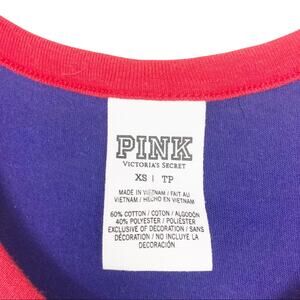 PINK
VICTORIA'S SECRET
XS | TP
MADE IN VIETNAM / FAIT AU
VIETNAM / HECHO EN VIETNAM
60% COTTON / COTON / ALGODÓN
40% POLYESTER / POLIÉSTER
EXCLUSIVE OF DECORATION / SANS
DÉCORATION / NO INCLUYE LA
DECORACIÓN